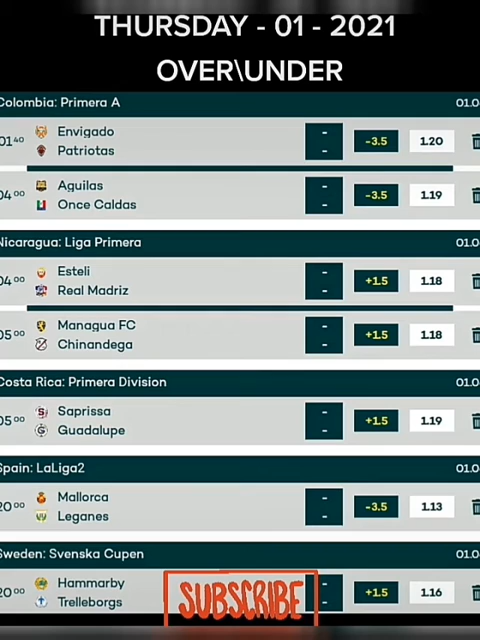 THURSDAY - 01 - 2021
OVER\UNDER
Colombia: Primera A 01.0
01 40 Envigado - -3.5 1.20
Patriotas -
04 00 Aguilas - -3.5 1.19
Once Caldas -
Nicaragua: Liga Primera 01.0
04 00 Esteli - +1.5 1.18
Real Madriz -
05 00 Managua FC - +1.5 1.18
Chinandega -
Costa Rica: Primera Division 01.0
05 00 Saprissa - +1.5 1.19
Guadalupe -
Spain: LaLiga2 01.0
20 00 Mallorca - -3.5 1.13
Leganes -
Sweden: Svenska Cupen 01.0
20 00 Hammarby - +1.5 1.16
Trelleborgs -
SUBSCRIBE